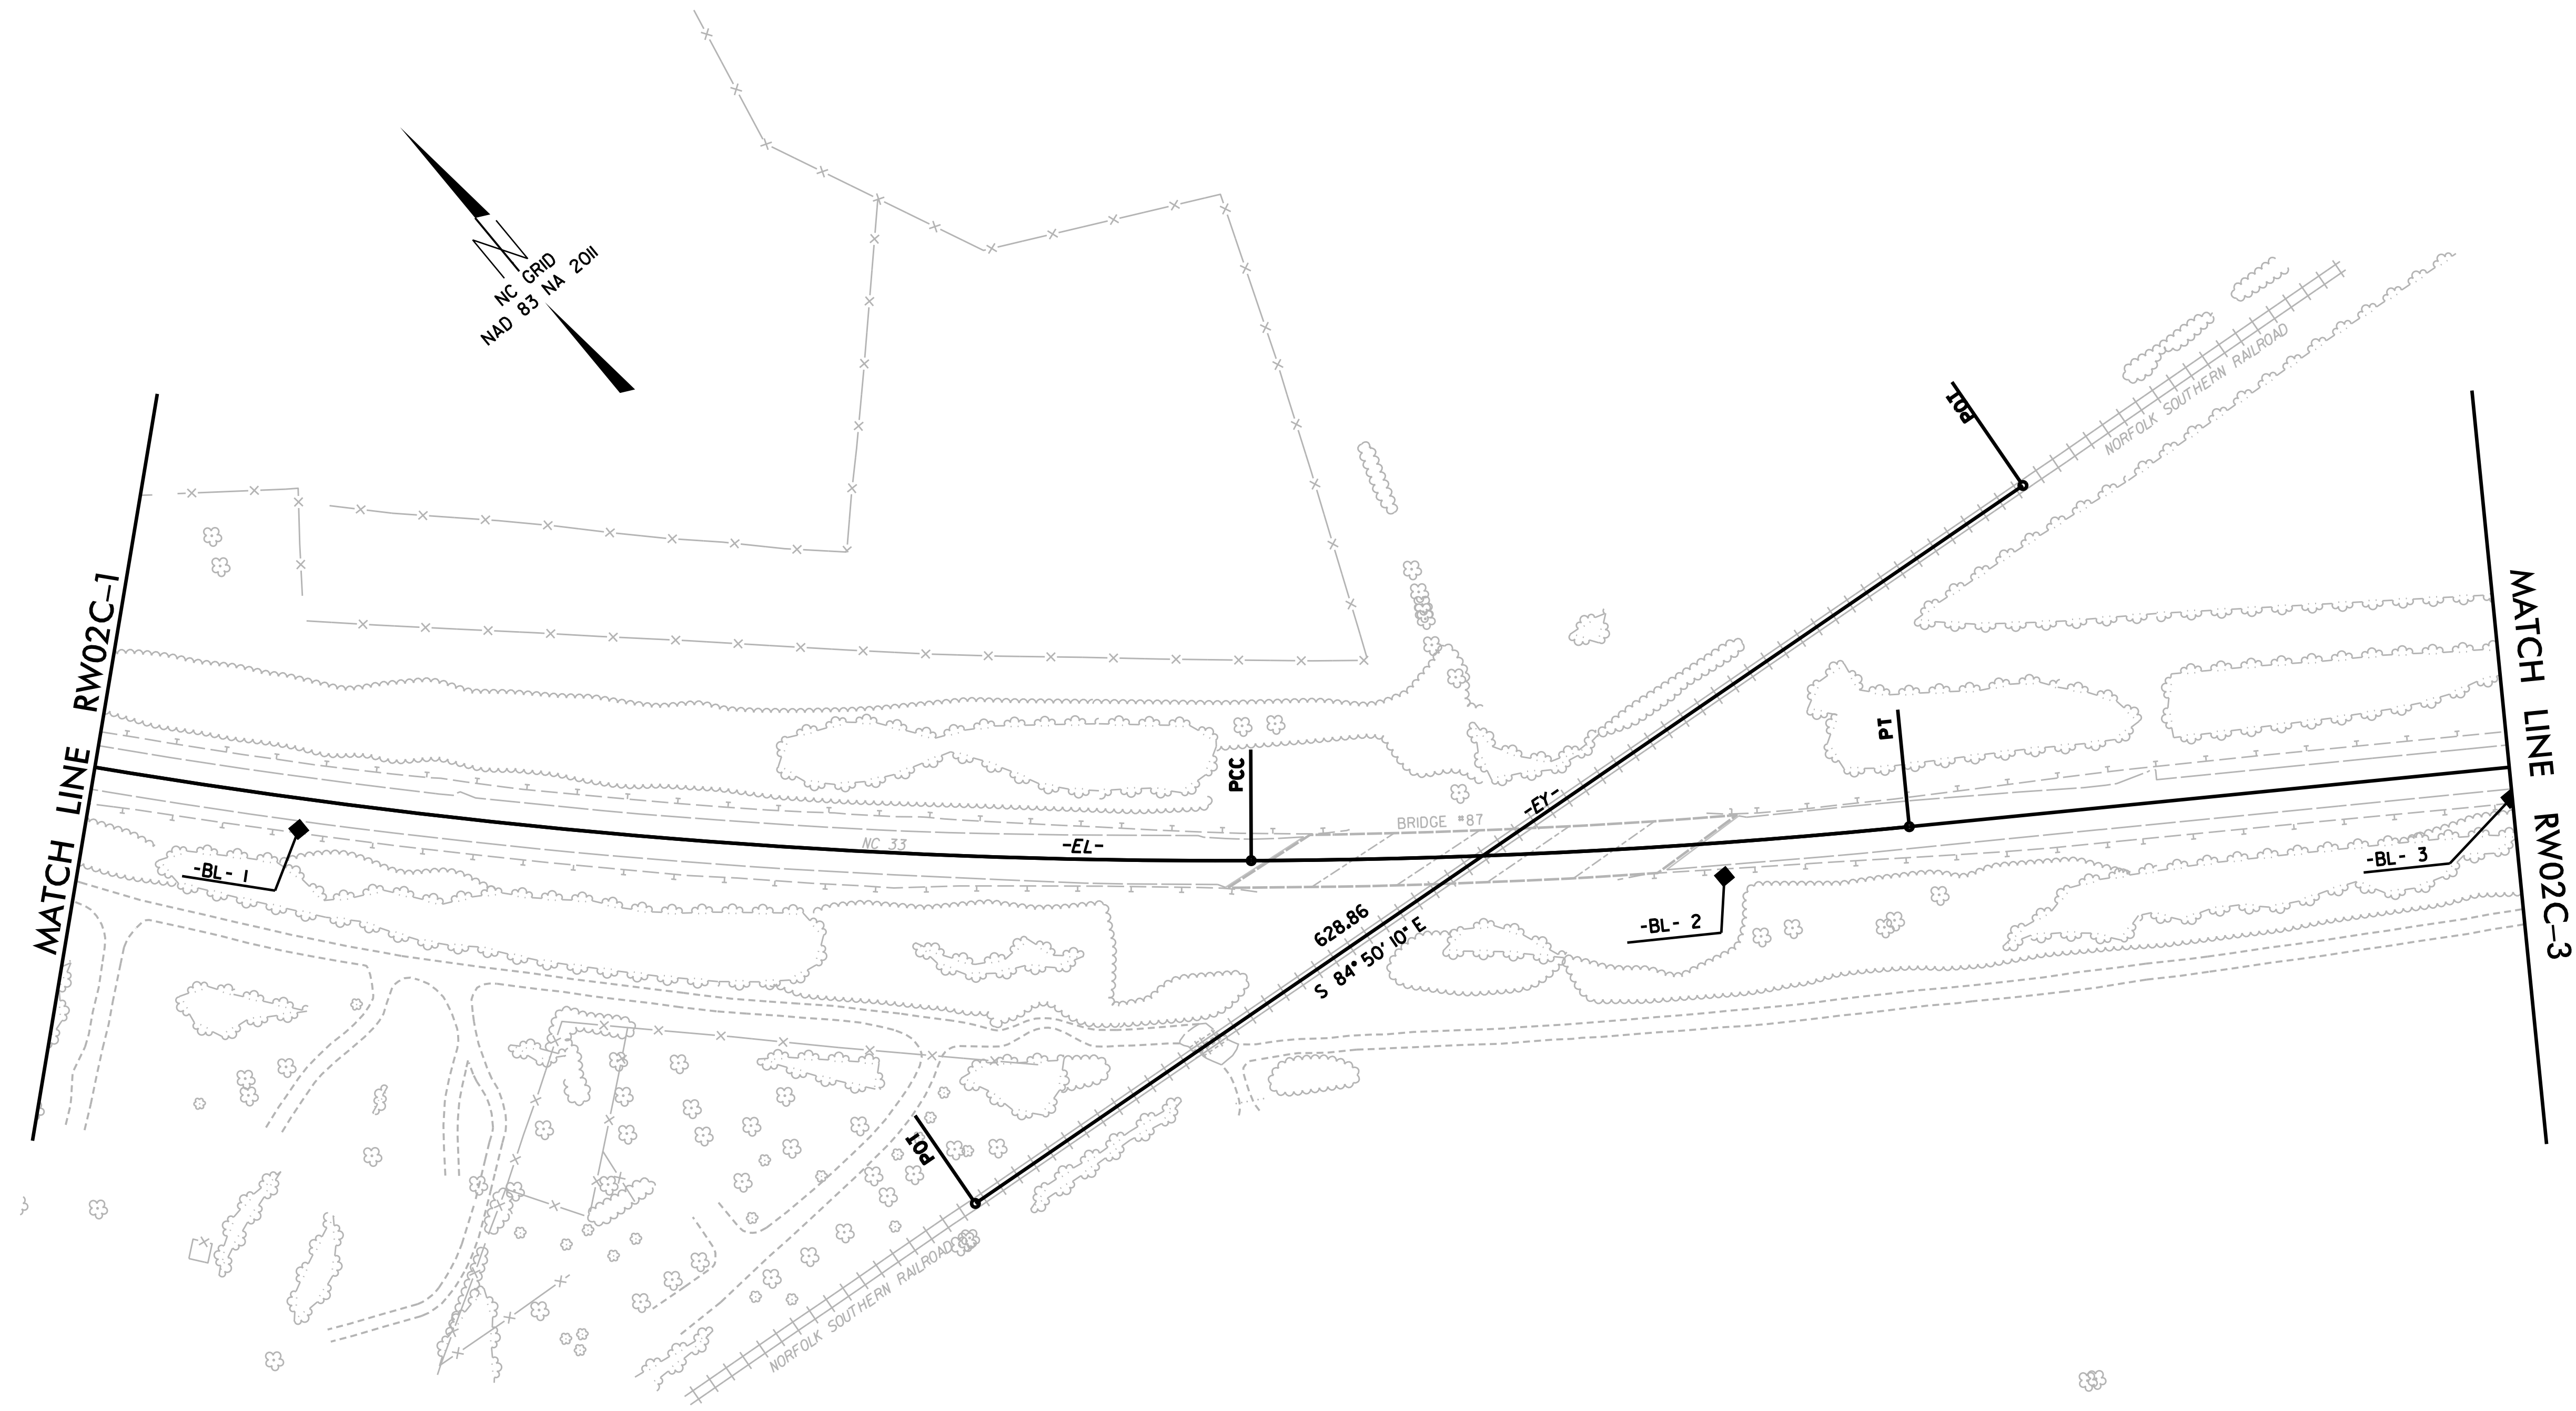 NC GRID
NAD 83 NA 2011
NORFOLK SOUTHERN RAILROAD
POT
MATCH LINE RW02C-1
MATCH LINE RW02C-3
PT
PCC
-EY-
BRIDGE #87
NC 33
-EL-
-BL- 1
-BL- 2
-BL- 3
628.86
S 84° 50' 10" E
POT
NORFOLK SOUTHERN RAILROAD